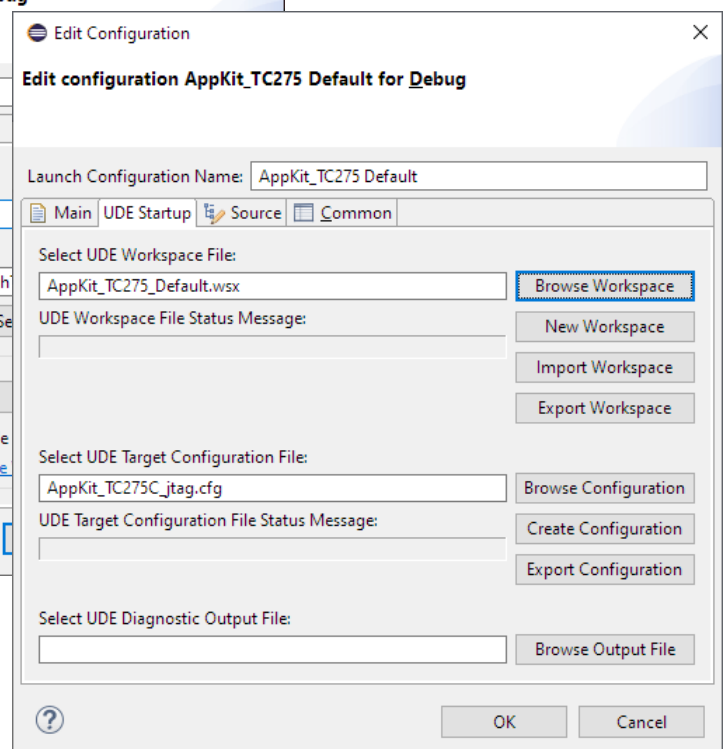 Edit Configuration
Edit configuration AppKit_TC275 Default for Debug
Launch Configuration Name: AppKit_TC275 Default
Main UDE Startup Source Common
Select UDE Workspace File:
AppKit_TC275_Default.wsx Browse Workspace
UDE Workspace File Status Message: New Workspace
Import Workspace
Export Workspace
Select UDE Target Configuration File:
AppKit_TC275C_jtag.cfg Browse Configuration
UDE Target Configuration File Status Message: Create Configuration
Export Configuration
Select UDE Diagnostic Output File:
Browse Output File
OK Cancel